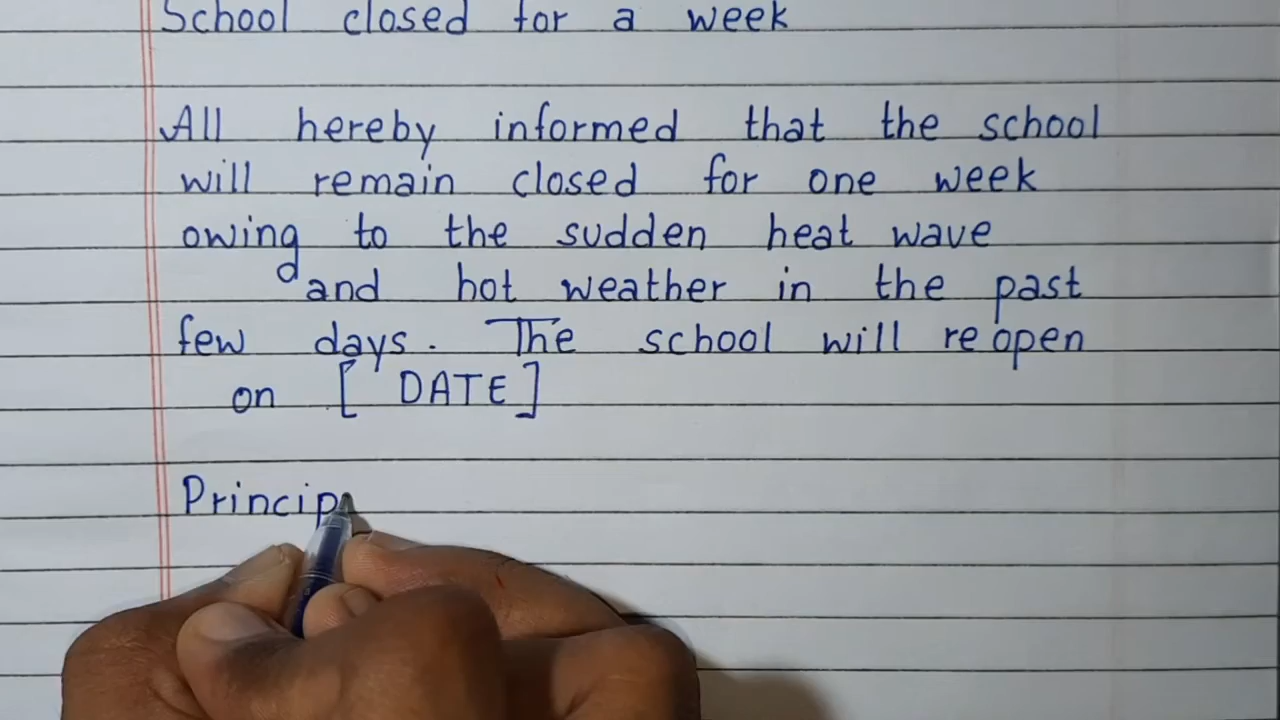 School closed for a week
All hereby informed that the school
will remain closed for one week
owing to the sudden heat wave
and hot weather in the past
few days. The school will reopen
on [ DATE]
Princip